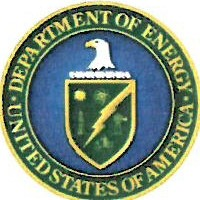 DEPARTMENT OF ENERGY
UNITED STATES OF AMERICA